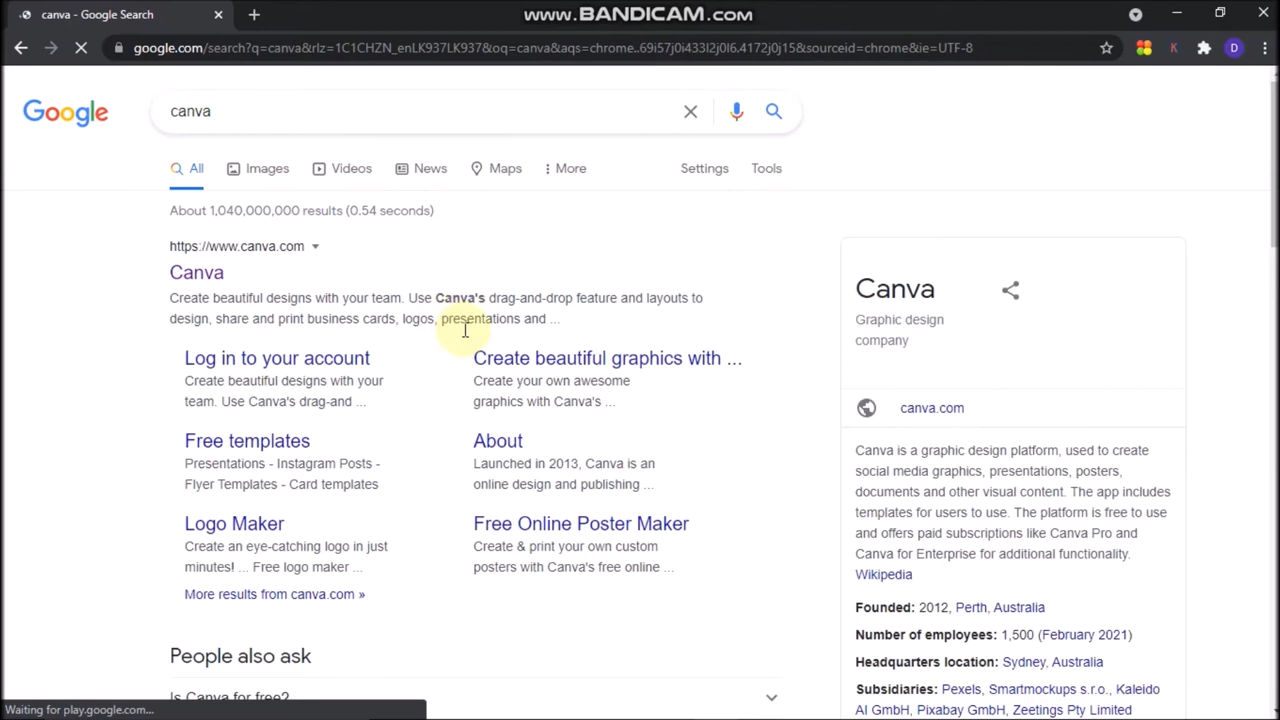 canva - Google Search
www.BANDICAM.com
google.com/search?q=canva&rlz=1C1CHZN_enLK937LK937&oq=canva&aqs=chrome..69i57j0i433l2j0l6.4172j0j15&sourceid=chrome&ie=UTF-8
K
D
Google
canva
All
Images
Videos
News
Maps
More
Settings
Tools
About 1,040,000,000 results (0.54 seconds)
https://www.canva.com
Canva
Create beautiful designs with your team. Use Canva's drag-and-drop feature and layouts to
design, share and print business cards, logos, presentations and ...
Log in to your account
Create beautiful designs with your
team. Use Canva's drag-and ...
Create beautiful graphics with ...
Create your own awesome
graphics with Canva's ...
Free templates
Presentations - Instagram Posts -
Flyer Templates - Card templates
About
Launched in 2013, Canva is an
online design and publishing ...
Logo Maker
Create an eye-catching logo in just
minutes! ... Free logo maker ...
Free Online Poster Maker
Create & print your own custom
posters with Canva's free online ...
More results from canva.com »
People also ask
Is Canva for free?
Canva
Graphic design
company
canva.com
Canva is a graphic design platform, used to create
social media graphics, presentations, posters,
documents and other visual content. The app includes
templates for users to use. The platform is free to use
and offers paid subscriptions like Canva Pro and
Canva for Enterprise for additional functionality.
Wikipedia
Founded: 2012, Perth, Australia
Number of employees: 1,500 (February 2021)
Headquarters location: Sydney, Australia
Subsidiaries: Pexels, Smartmockups s.r.o., Kaleido
AI GmbH, Pixabay GmbH, Zeetings Pty Limited
Waiting for play.google.com...